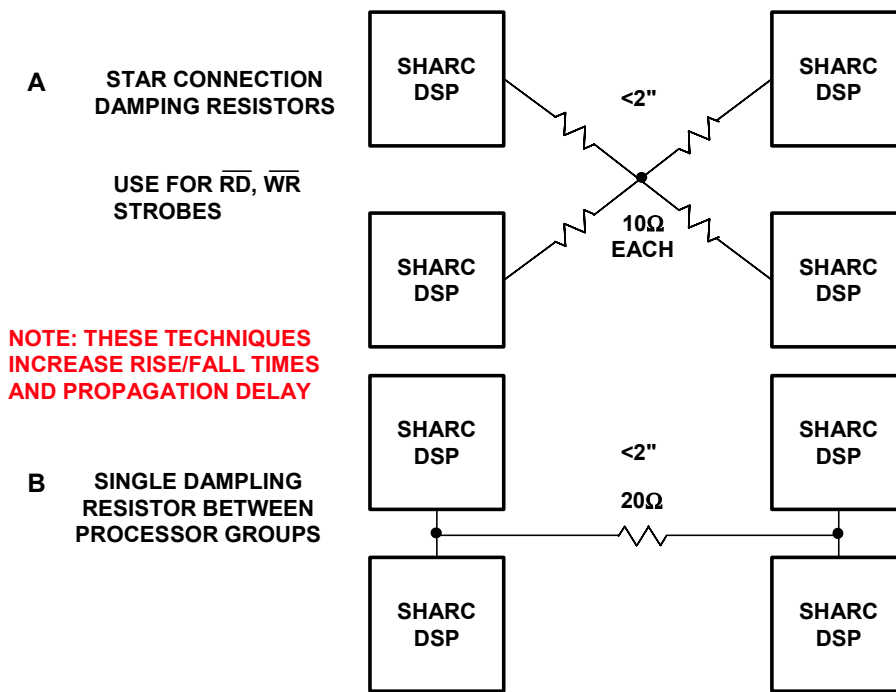 A
STAR CONNECTION
DAMPING RESISTORS
USE FOR R̅D̅, W̅R̅
STROBES
SHARC
DSP
<2"
SHARC
DSP
10Ω
EACH
SHARC
DSP
SHARC
DSP
NOTE: THESE TECHNIQUES
INCREASE RISE/FALL TIMES
AND PROPAGATION DELAY
B
SINGLE DAMPLING
RESISTOR BETWEEN
PROCESSOR GROUPS
SHARC
DSP
<2"
SHARC
DSP
20Ω
SHARC
DSP
SHARC
DSP